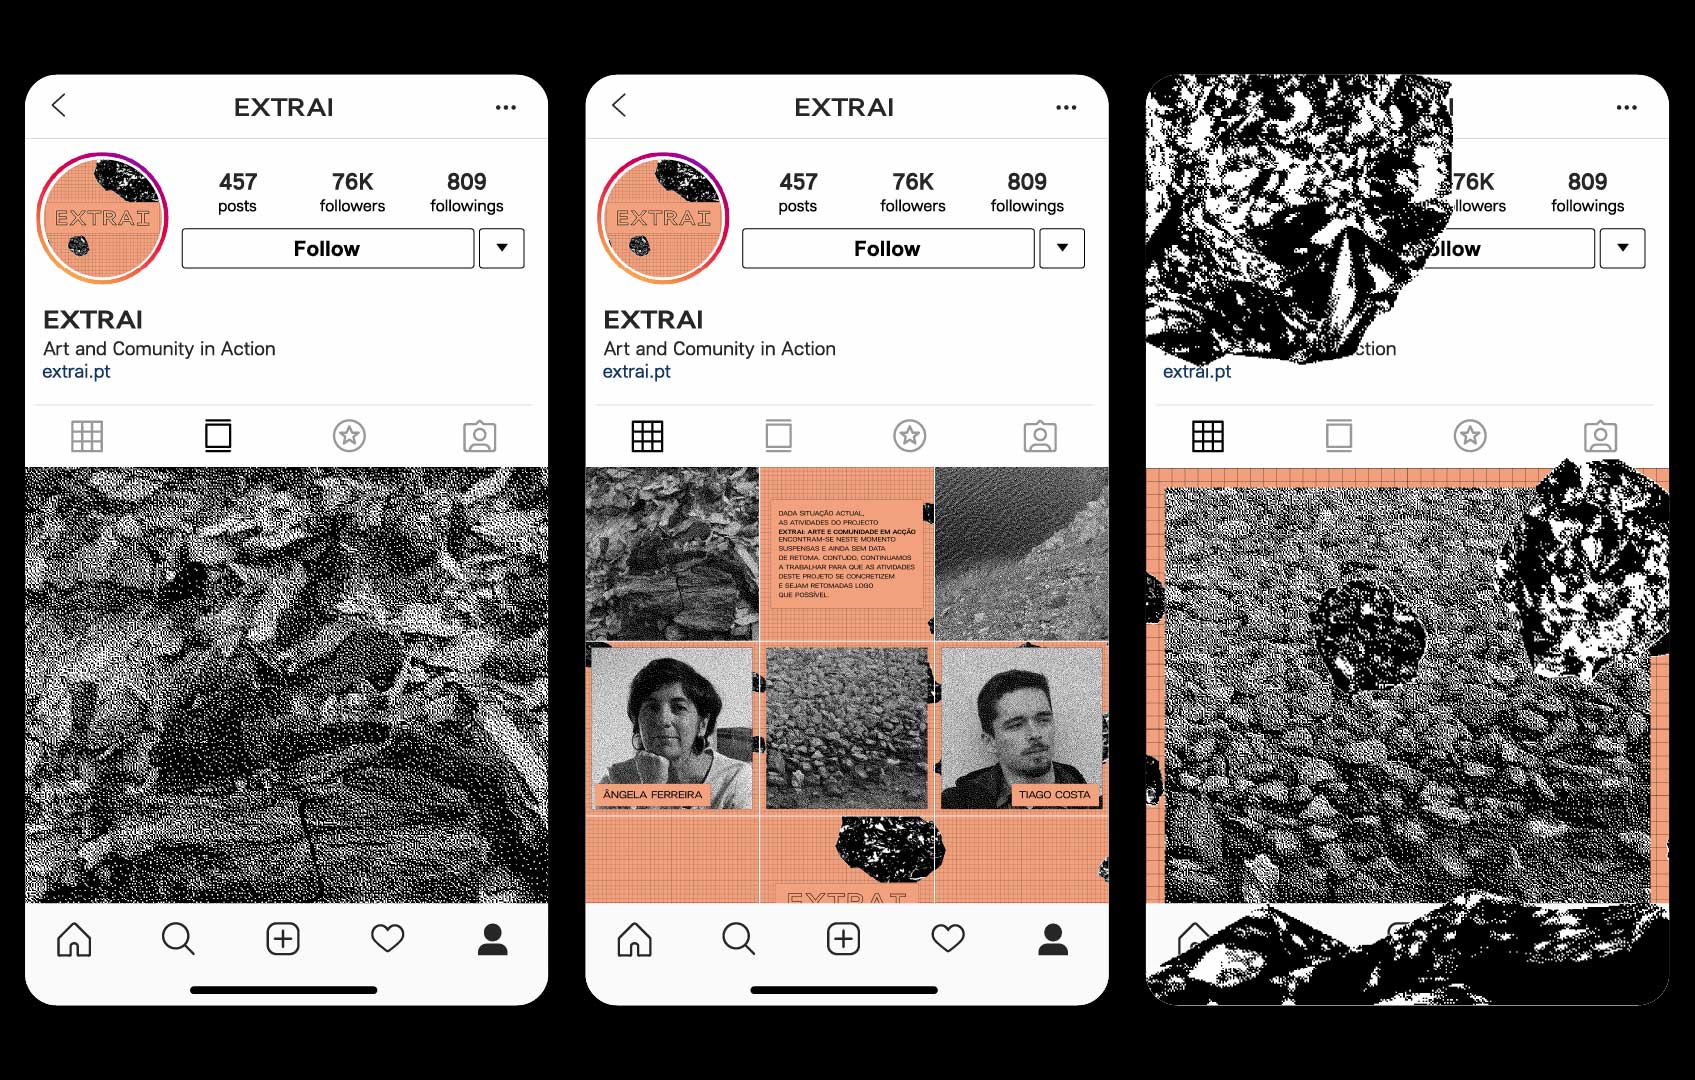 EXTRAI
EXTRAI
457 posts
76K followers
809 followings
Follow
EXTRAI
Art and Comunity in Action
extrai.pt
EXTRAI
EXTRAI
457 posts
76K followers
809 followings
Follow
EXTRAI
Art and Comunity in Action
extrai.pt
DADA SITUAÇÃO ACTUAL,
AS ATIVIDADES DO PROJECTO
EXTRAI: ARTE E COMUNIDADE EM ACÇÃO
ENCONTRAM-SE NESTE MOMENTO
SUSPENSAS E AINDA SEM DATA
DE RETOMA. CONTUDO, CONTINUAMOS
A TRABALHAR PARA QUE AS ATIVIDADES
DESTE PROJETO SE CONCRETIZEM
E SEJAM RETOMADAS LOGO
QUE POSSÍVEL.
ÂNGELA FERREIRA
TIAGO COSTA
EXTRAI
I
76K llowers
809 followings
ollow
ction
extrai.pt